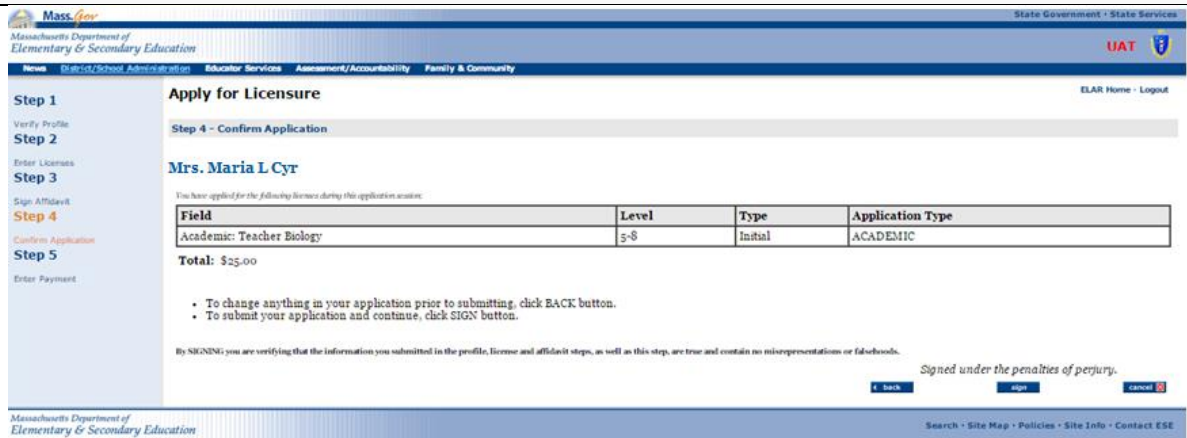 Mass.Gov
State Government · State Services
Massachusetts Department of
Elementary & Secondary Education
UAT
News District/School Administration Educator Services Assessment/Accountability Family & Community
Step 1
Verify Profile
Step 2
Enter Licenses
Step 3
Sign Affidavit
Step 4
Confirm Application
Step 5
Enter Payment
Apply for Licensure
ELAR Home - Logout
Step 4 - Confirm Application
Mrs. Maria L Cyr
You have applied for the following licenses during this application session:
Field Level Type Application Type
Academic: Teacher Biology 5-8 Initial ACADEMIC
Total: $25.00
• To change anything in your application prior to submitting, click BACK button.
• To submit your application and continue, click SIGN button.
By SIGNING you are verifying that the information you submitted in the profile, license and affidavit steps, as well as this step, are true and contain no misrepresentations or falsehoods.
Signed under the penalties of perjury.
back sign cancel
Massachusetts Department of
Elementary & Secondary Education
Search · Site Map · Policies · Site Info · Contact ESE